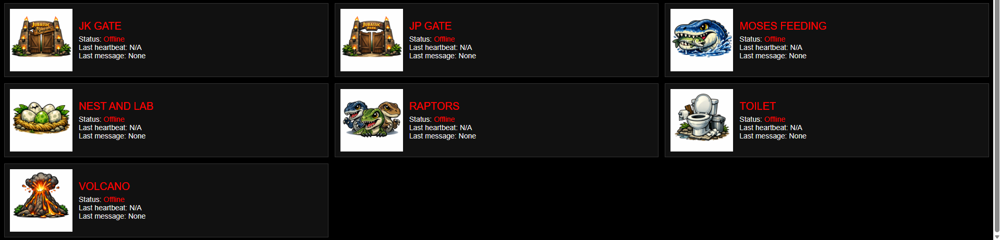 JURASSIC
PARK
Kingdom
JK GATE
Status: Offline
Last heartbeat: N/A
Last message: None
JURASSIC
PARK
JP GATE
Status: Offline
Last heartbeat: N/A
Last message: None
MOSES FEEDING
Status: Offline
Last heartbeat: N/A
Last message: None
NEST AND LAB
Status: Offline
Last heartbeat: N/A
Last message: None
RAPTORS
Status: Offline
Last heartbeat: N/A
Last message: None
TOILET
Status: Offline
Last heartbeat: N/A
Last message: None
VOLCANO
Status: Offline
Last heartbeat: N/A
Last message: None